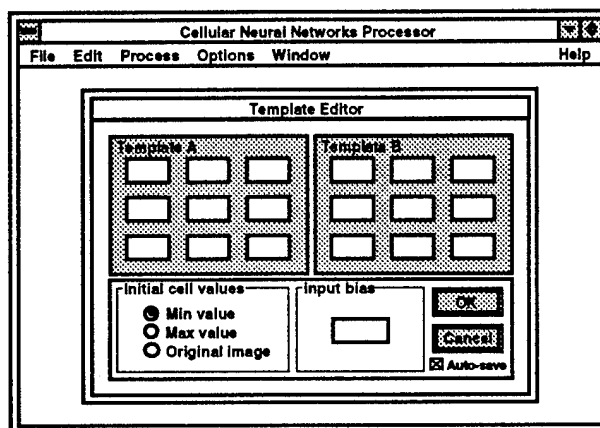 Cellular Neural Networks Processor
File Edit Process Options Window Help
Template Editor
Template A
Template B
Initial cell values
Min value
Max value
Original image
Input bias
OK
Cancel
Auto-save